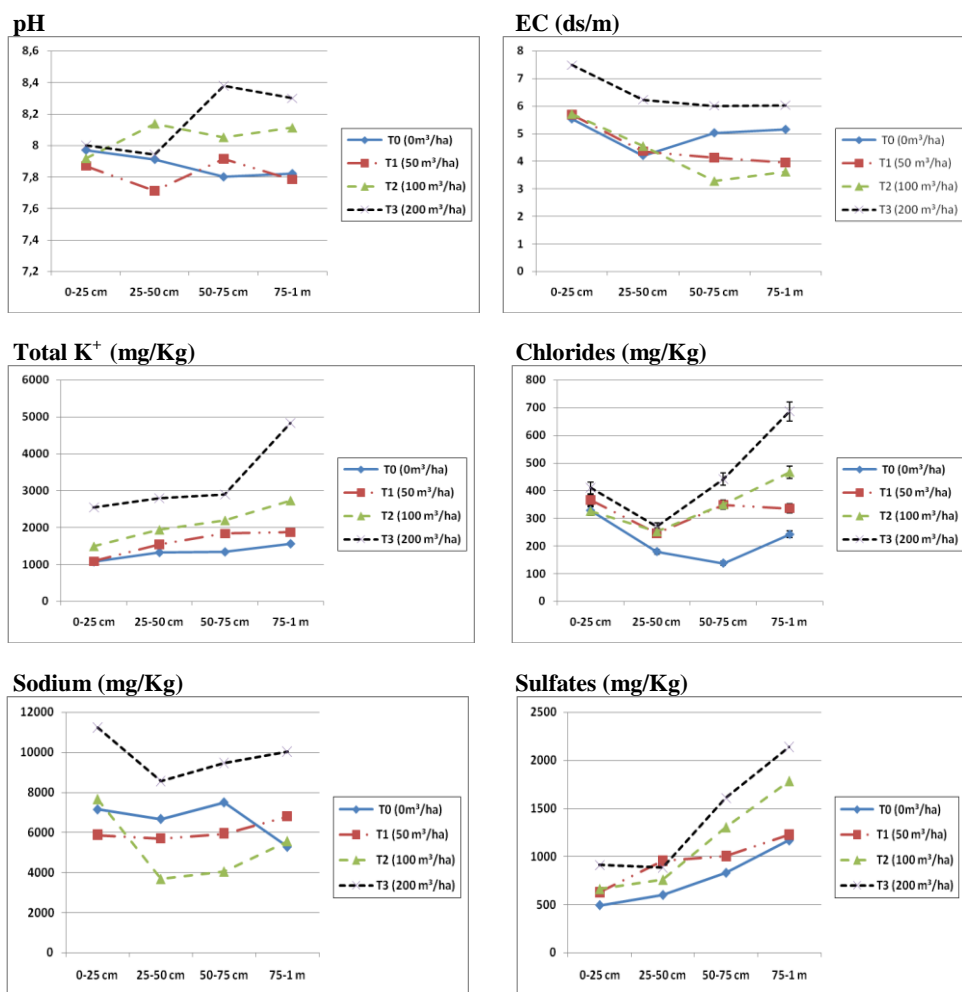 pH
8,6
8,4
8,2
8
7,8
7,6
7,4
7,2
0-25 cm 25-50 cm 50-75 cm 75-1 m
T0 (0m³/ha)
T1 (50 m³/ha)
T2 (100 m³/ha)
T3 (200 m³/ha)
EC (ds/m)
8
7
6
5
4
3
2
1
0
0-25 cm 25-50 cm 50-75 cm 75-1 m
T0 (0m³/ha)
T1 (50 m³/ha)
T2 (100 m³/ha)
T3 (200 m³/ha)
Total K⁺ (mg/Kg)
6000
5000
4000
3000
2000
1000
0
0-25 cm 25-50 cm 50-75 cm 75-1 m
T0 (0m³/ha)
T1 (50 m³/ha)
T2 (100 m³/ha)
T3 (200 m³/ha)
Chlorides (mg/Kg)
800
700
600
500
400
300
200
100
0
0-25 cm 25-50 cm 50-75 cm 75-1 m
T0 (0m³/ha)
T1 (50 m³/ha)
T2 (100 m³/ha)
T3 (200 m³/ha)
Sodium (mg/Kg)
12000
10000
8000
6000
4000
2000
0
0-25 cm 25-50 cm 50-75 cm 75-1 m
T0 (0m³/ha)
T1 (50 m³/ha)
T2 (100 m³/ha)
T3 (200 m³/ha)
Sulfates (mg/Kg)
2500
2000
1500
1000
500
0
0-25 cm 25-50 cm 50-75 cm 75-1 m
T0 (0m³/ha)
T1 (50 m³/ha)
T2 (100 m³/ha)
T3 (200 m³/ha)